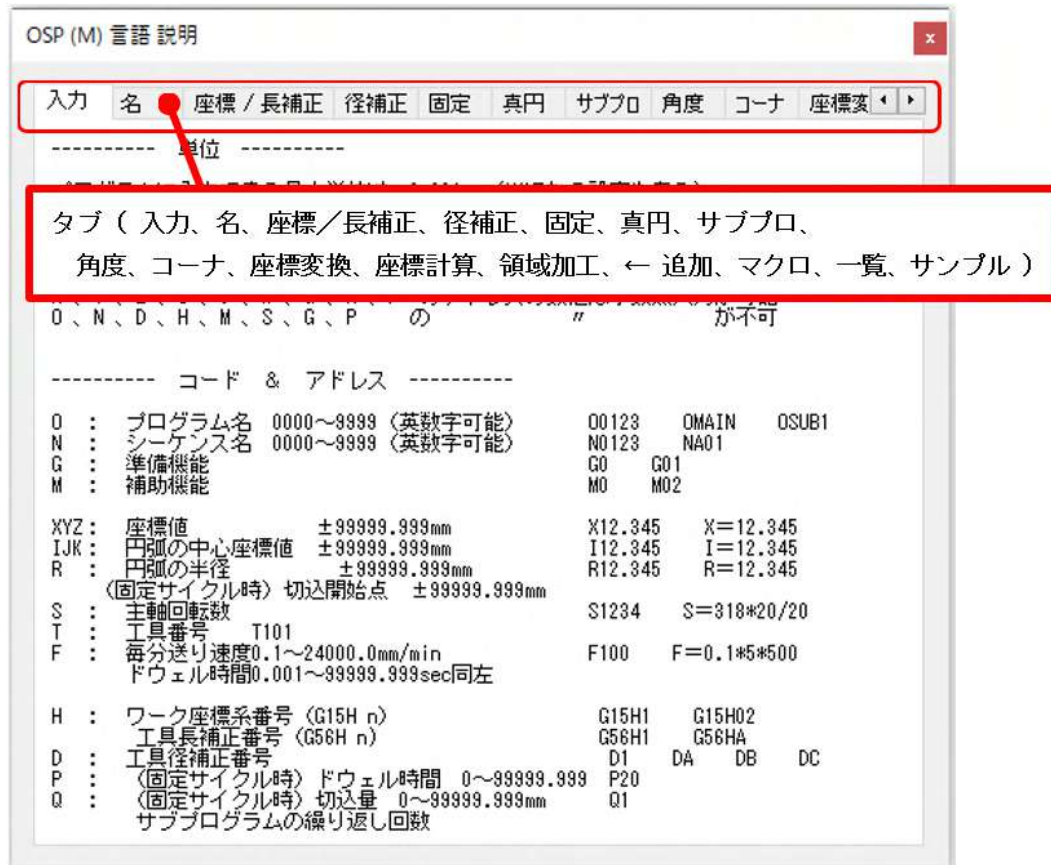 OSP (M) 言語 説明
x
入力 名 座標 / 長補正 径補正 固定 真円 サブプロ 角度 コーナ 座標変
---------- 単位 ----------
タブ ( 入力、名、座標／長補正、径補正、固定、真円、サブプロ、
角度、コーナ、座標変換、座標計算、領域加工、← 追加、マクロ、一覧、サンプル )
O、N、D、H、M、S、G、P の 〃 が不可
---------- コード & アドレス ----------
O : プログラム名 0000～9999 (英数字可能) O0123 OMAIN OSUB1
N : シーケンス名 0000～9999 (英数字可能) N0123 NA01
G : 準備機能 G0 G01
M : 補助機能 M0 M02
XYZ : 座標値 ±99999.999mm X12.345 X=12.345
IJK : 円弧の中心座標値 ±99999.999mm I12.345 I=12.345
R : 円弧の半径 ±99999.999mm R12.345 R=12.345
(固定サイクル時) 切込開始点 ±99999.999mm
S : 主軸回転数 S1234 S=318*20/20
T : 工具番号 T101
F : 毎分送り速度0.1～24000.0mm/min F100 F=0.1*5*500
ドウェル時間0.001～99999.999sec同左
H : ワーク座標系番号 (G15H n) G15H1 G15H02
工具長補正番号 (G56H n) G56H1 G56HA
D : 工具径補正番号 D1 DA DB DC
P : (固定サイクル時) ドウェル時間 0～99999.999 P20
Q : (固定サイクル時) 切込量 0～99999.999mm Q1
サブプログラムの繰り返し回数